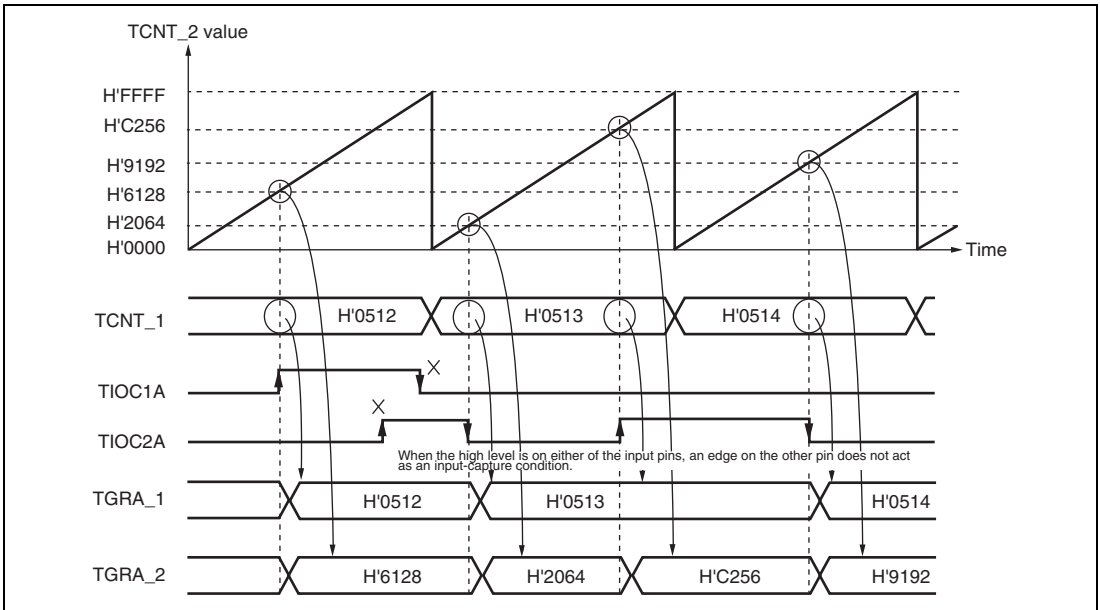 TCNT_2 value
H'FFFF
H'C256
H'9192
H'6128
H'2064
H'0000
Time
TCNT_1
H'0512
H'0513
H'0514
TIOC1A
TIOC2A
When the high level is on either of the input pins, an edge on the other pin does not act
as an input-capture condition.
TGRA_1
H'0512
H'0513
H'0514
TGRA_2
H'6128
H'2064
H'C256
H'9192